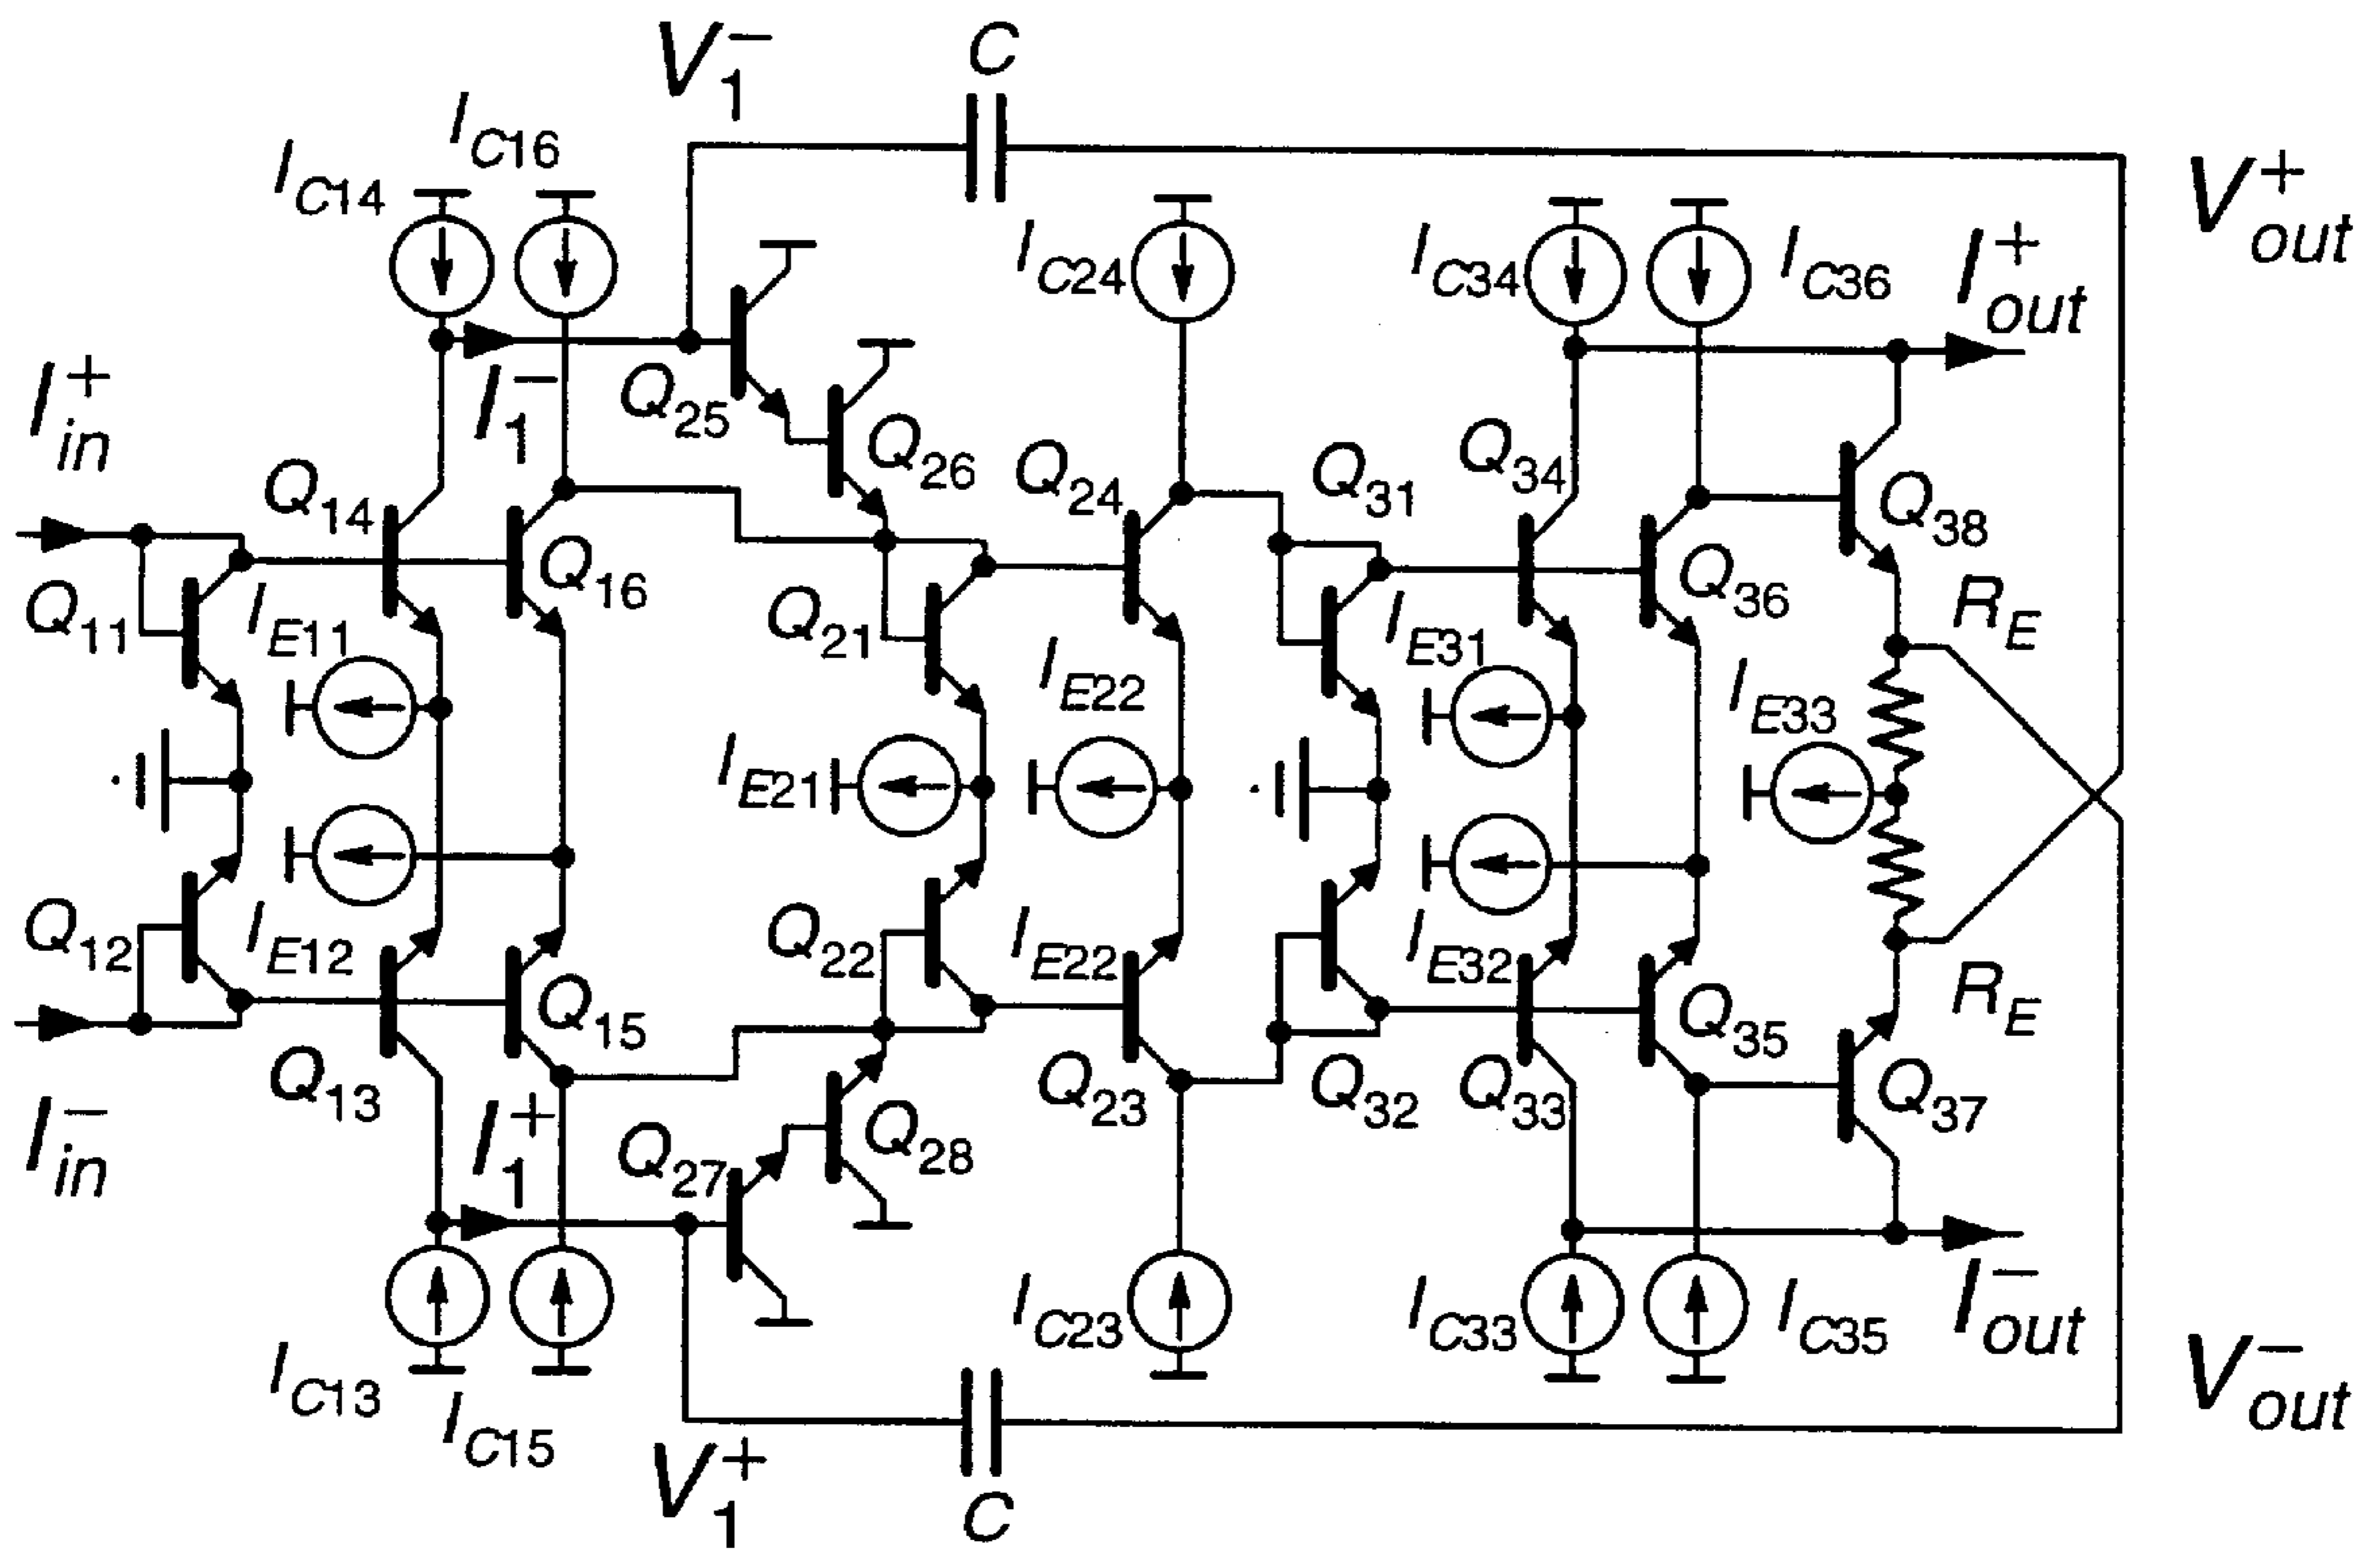 V1−
C
IC14
IC16
V+out
IC24
IC34
IC36
I+out
I+in
I1−
Q25
Q26
Q14
Q24
Q31
Q34
Q38
Q16
Q36
Q11
IE11
Q21
IE22
IE31
RE
IE21
IE33
Q12
IE12
Q22
IE22
IE32
RE
Q15
Q35
Q13
Q23
Q32
Q33
Q37
I−in
I1+
Q27
Q28
IC13
IC15
IC23
IC33
IC35
I−out
V−out
V1+
C